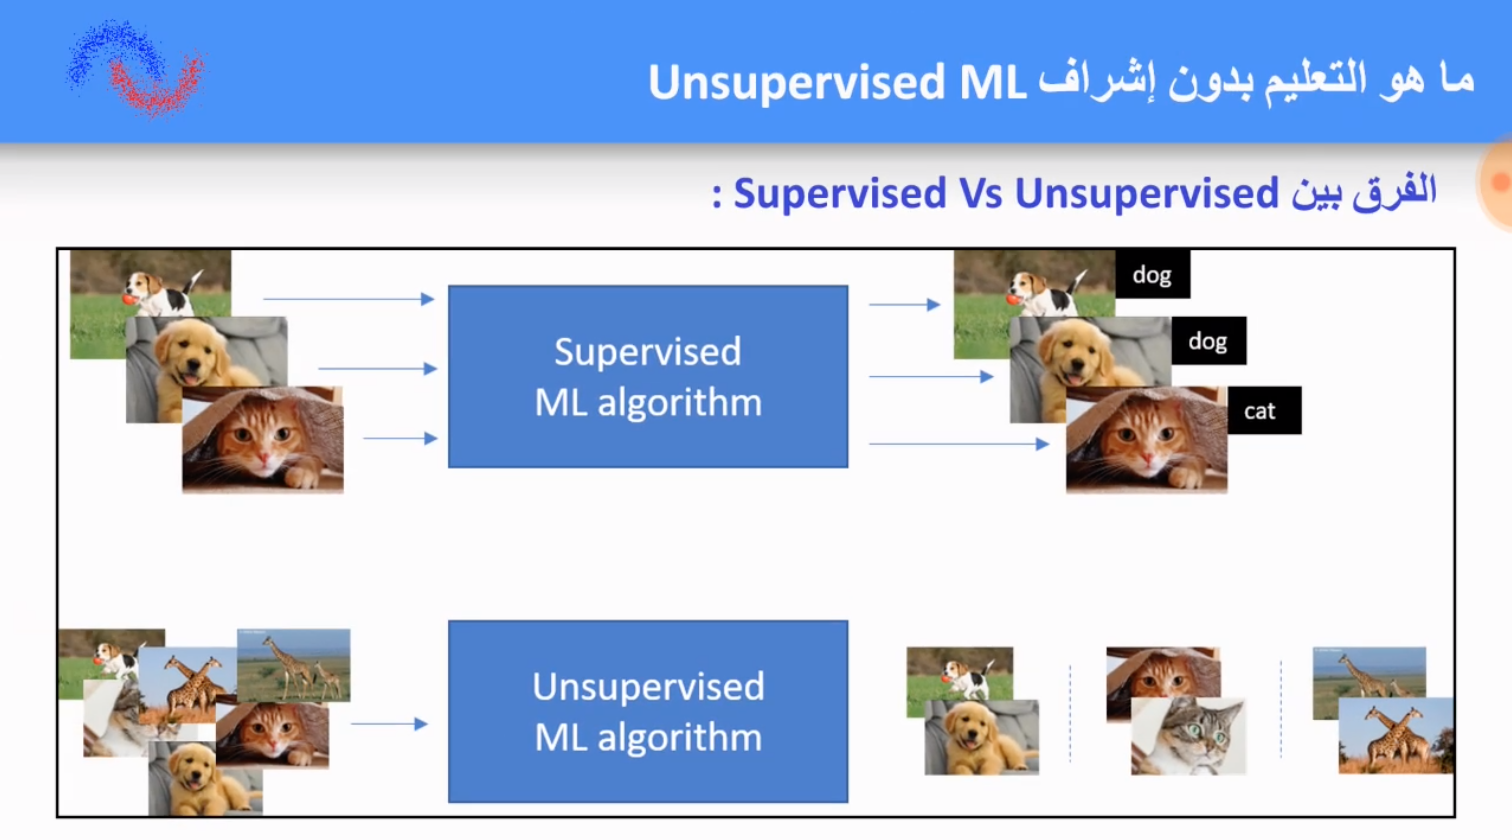 ما هو التعليم بدون إشراف Unsupervised ML
الفرق بين Supervised Vs Unsupervised :
Supervised
ML algorithm
dog
dog
cat
Unsupervised
ML algorithm